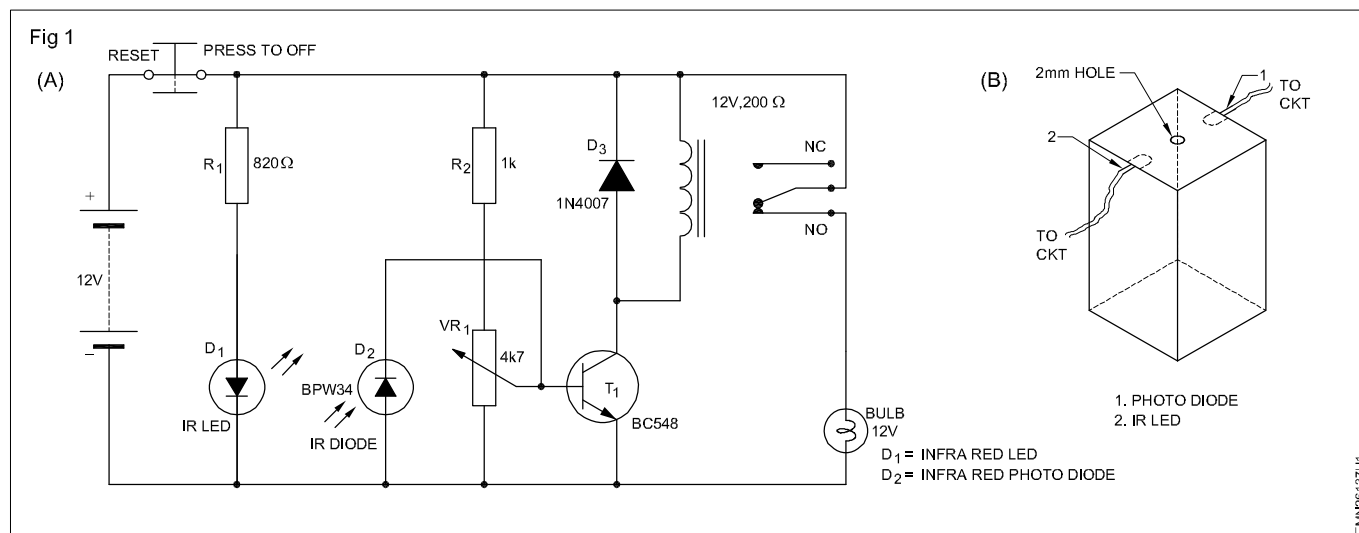 Fig 1
(A)
RESET
PRESS TO OFF
12V,200 Ω
R1
820Ω
R2
1k
D3
1N4007
NC
NO
+
12V
–
D1
IR LED
D2
BPW34
IR DIODE
VR1
4k7
T1
BC548
BULB
12V
D1 = INFRA RED LED
D2 = INFRA RED PHOTO DIODE
(B)
2mm HOLE
1
TO
CKT
2
TO
CKT
1. PHOTO DIODE
2. IR LED